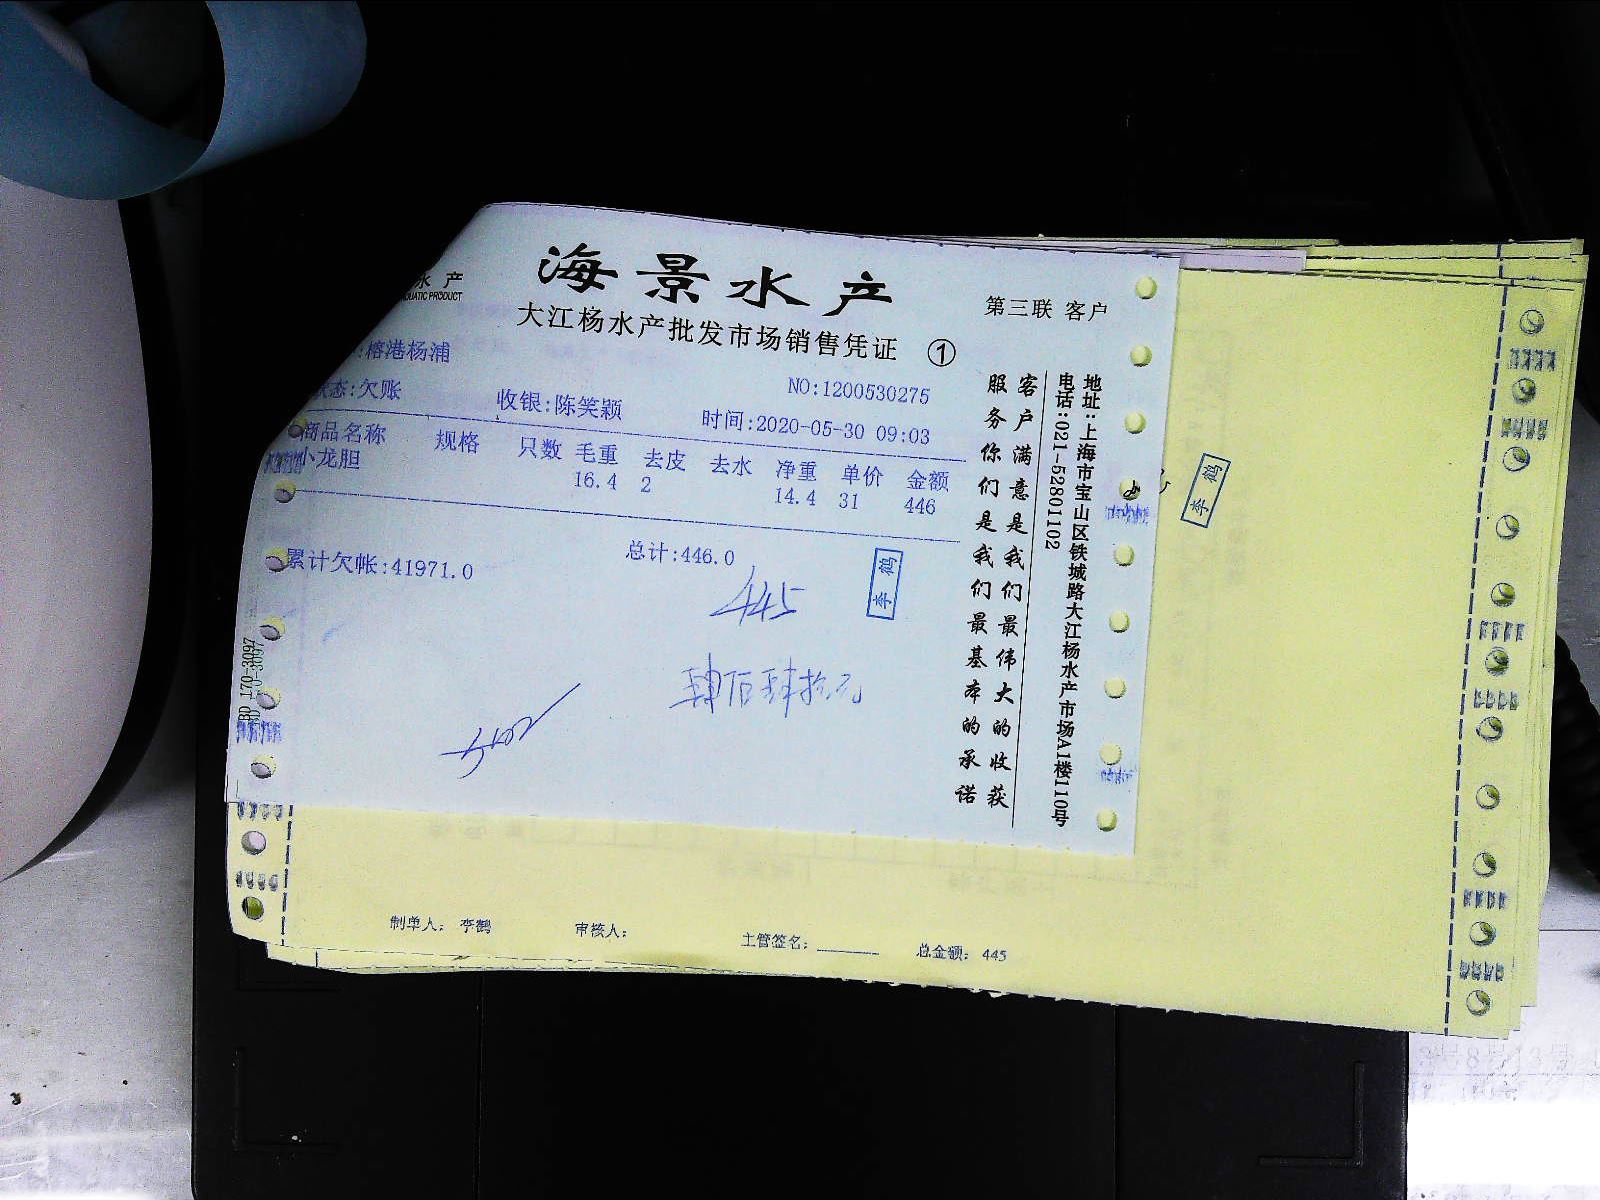 水产
海景水产
第三联 客户
大江杨水产批发市场销售凭证 ①
:榕港杨浦
态:欠账
收银:陈笑颖
NO:1200530275
时间:2020-05-30 09:03
商品名称 规格 只数 毛重 去皮 去水 净重 单价 金额
小龙胆 16.4 2 14.4 31 446
累计欠帐:41971.0
总计:446.0
445
李鹤
客户满意是我们最伟大的收获
服务你们是我们最基本的承诺
地址:上海市宝山区铁城路大江杨水产市场A1楼110号
电话:021-52801102
李鹤
170-3097
制单人: 李鹤 审核人: 主管签名: 总金额: 445